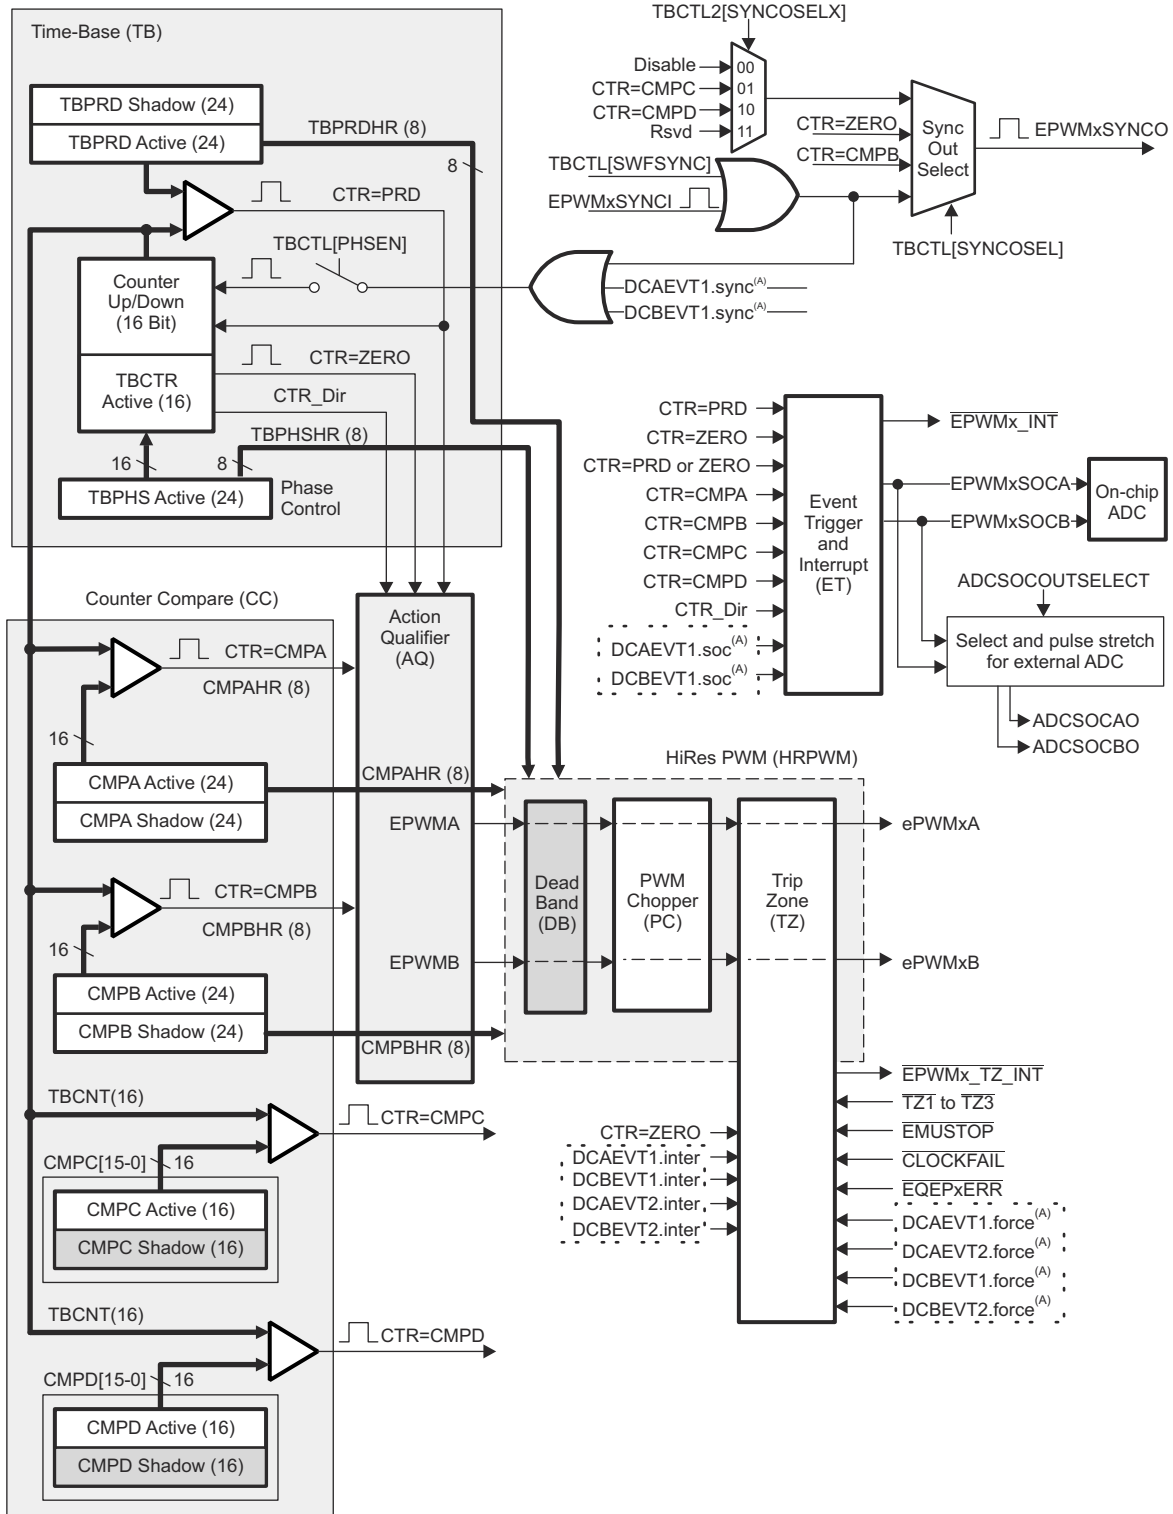 TBCTL2[SYNCOSELX]
Time-Base (TB)
Disable
00
CTR=CMPC
01
CTR=CMPD
10
Rsvd
11
TBPRD Shadow (24)
TBPRD Active (24)
TBPRDHR (8)
8
CTR=ZERO
CTR=CMPB
Sync
Out
Select
EPWMxSYNCO
TBCTL[SWFSYNC]
EPWMxSYNCI
CTR=PRD
TBCTL[PHSEN]
TBCTL[SYNCOSEL]
Counter
Up/Down
(16 Bit)
DCAEVT1.sync(A)
DCBEVT1.sync(A)
CTR=ZERO
TBCTR
Active (16)
CTR_Dir
TBPHSHR (8)
16
8
TBPHS Active (24)
Phase
Control
CTR=PRD
CTR=ZERO
CTR=PRD or ZERO
CTR=CMPA
CTR=CMPB
CTR=CMPC
CTR=CMPD
CTR_Dir
DCAEVT1.soc(A)
DCBEVT1.soc(A)
Event
Trigger
and
Interrupt
(ET)
EPWMx_INT
EPWMxSOCA
EPWMxSOCB
On-chip
ADC
ADCSOCOUTSELECT
Select and pulse stretch
for external ADC
ADCSOCAO
ADCSOCBO
Counter Compare (CC)
Action
Qualifier
(AQ)
CTR=CMPA
CMPAHR (8)
16
CMPA Active (24)
CMPA Shadow (24)
CMPAHR (8)
HiRes PWM (HRPWM)
EPWMA
ePWMxA
CTR=CMPB
CMPBHR (8)
16
Dead
Band
(DB)
PWM
Chopper
(PC)
Trip
Zone
(TZ)
EPWMB
ePWMxB
CMPB Active (24)
CMPB Shadow (24)
CMPBHR (8)
TBCNT(16)
CTR=CMPC
CMPC[15-0]
16
CMPC Active (16)
CMPC Shadow (16)
EPWMx_TZ_INT
TZ1 to TZ3
EMUSTOP
CLOCKFAIL
EQEPxERR
DCAEVT1.force(A)
DCAEVT2.force(A)
DCBEVT1.force(A)
DCBEVT2.force(A)
CTR=ZERO
DCAEVT1.inter
DCBEVT1.inter
DCAEVT2.inter
DCBEVT2.inter
TBCNT(16)
CTR=CMPD
CMPD[15-0]
16
CMPD Active (16)
CMPD Shadow (16)